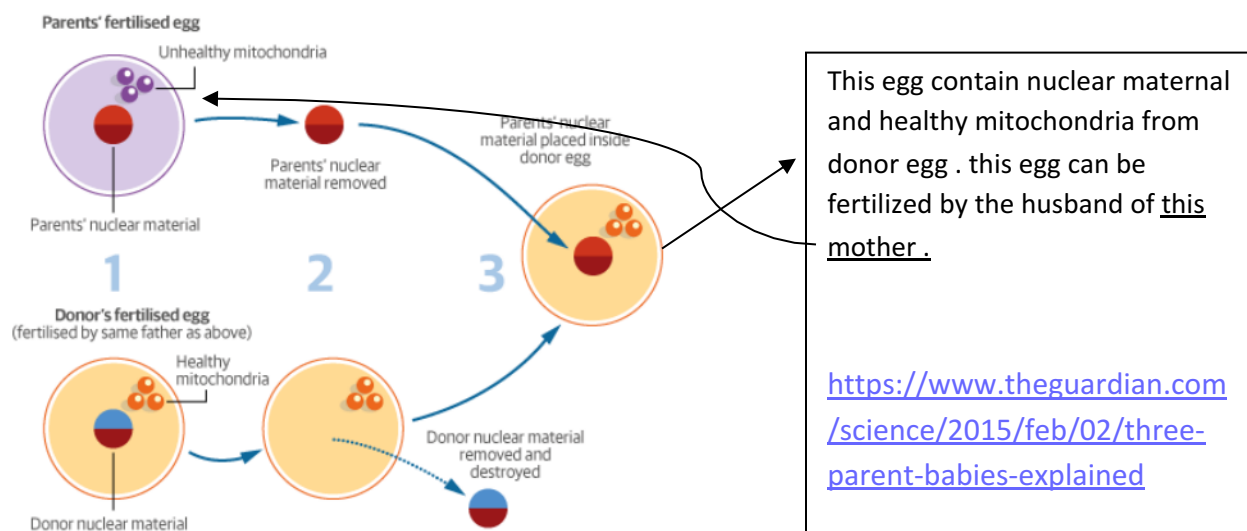 Parents' fertilised egg
Unhealthy mitochondria
Parents' nuclear material
Parents' nuclear
material removed
Parents' nuclear
material placed inside
donor egg
1
2
3
Donor's fertilised egg
(fertilised by same father as above)
Healthy
mitochondria
Donor nuclear material
Donor nuclear material
removed and
destroyed
This egg contain nuclear maternal
and healthy mitochondria from
donor egg . this egg can be
fertilized by the husband of this
mother .
https://www.theguardian.com
/science/2015/feb/02/three-
parent-babies-explained